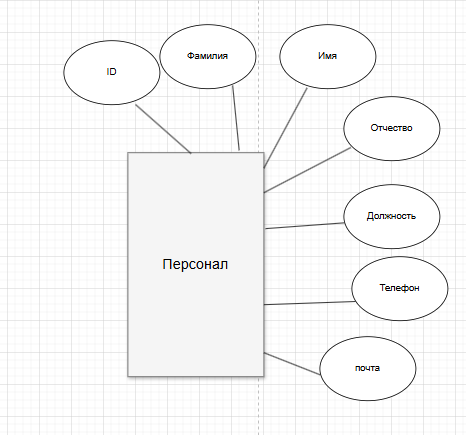 ID
Фамилия
Имя
Отчество
Должность
Персонал
Телефон
почта